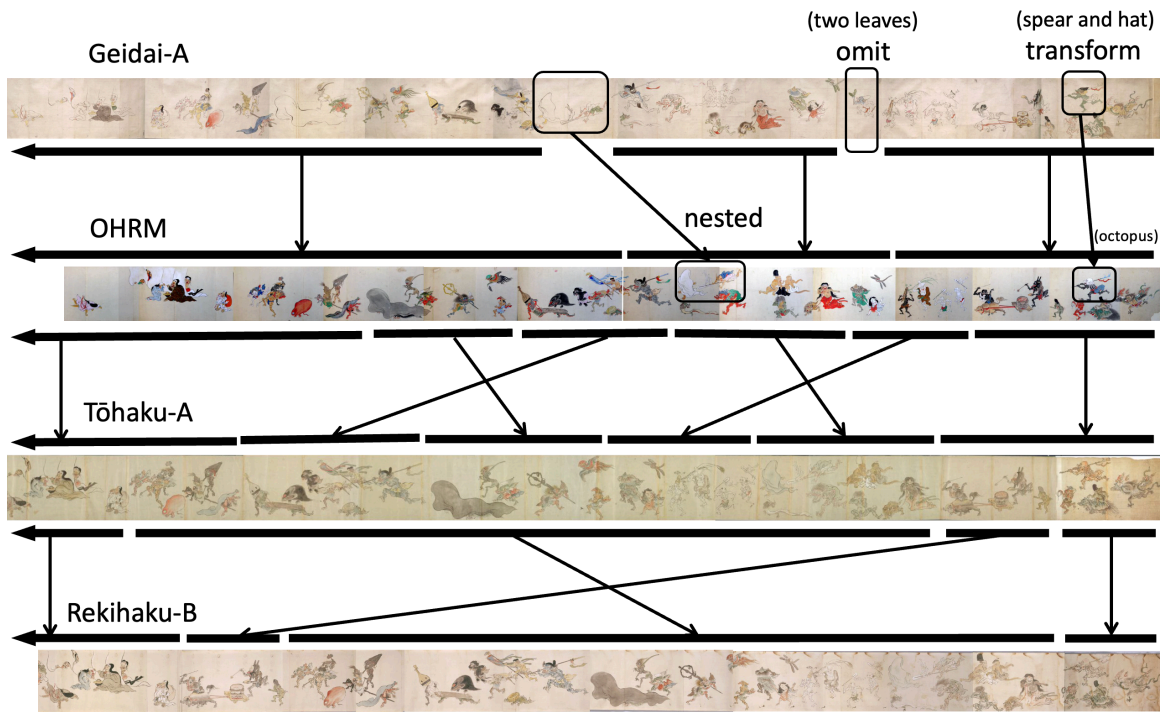 (two leaves)
(spear and hat)
Geidai-A
omit
transform
OHRM
nested
(octopus)
Tōhaku-A
Rekihaku-B